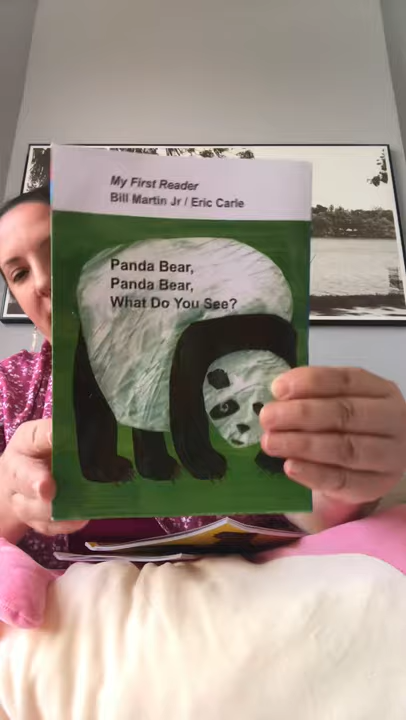 My First Reader
Bill Martin Jr / Eric Carle
Panda Bear,
Panda Bear,
What Do You See?